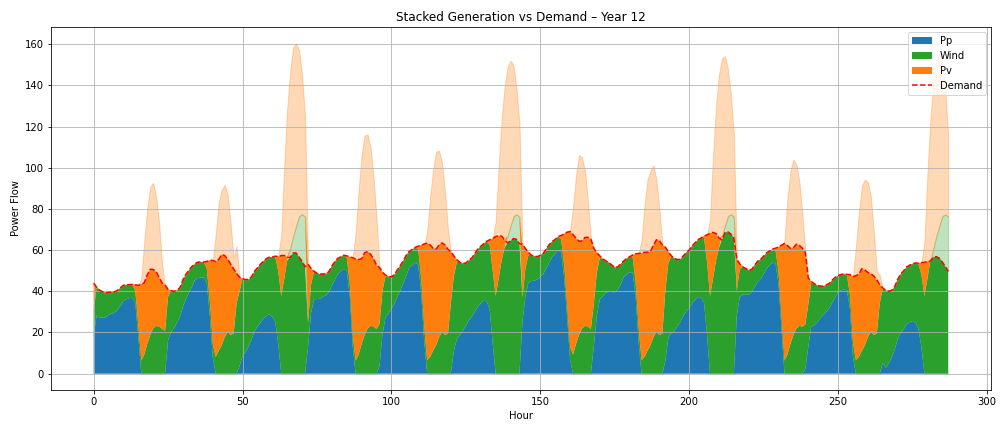 Stacked Generation vs Demand – Year 12
Power Flow
160
140
120
100
80
60
40
20
0
0
50
100
150
200
250
300
Hour
Pp
Wind
Pv
Demand